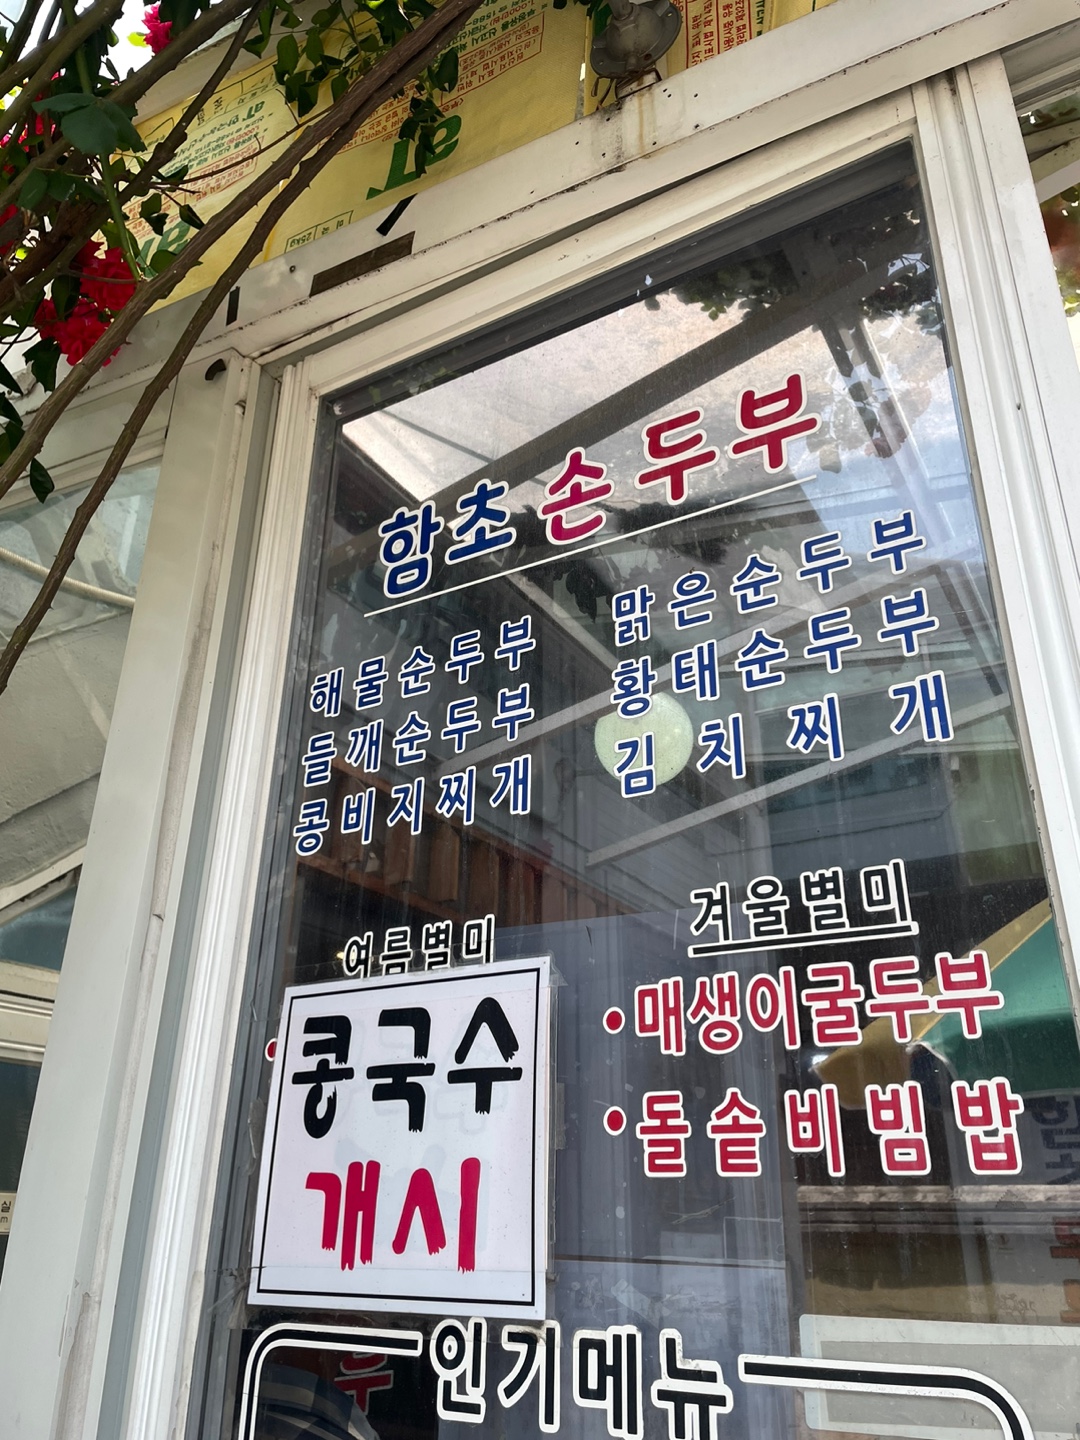 함초 손두부
해물순두부
들깨순두부
콩비지찌개
맑은순두부
황태순두부
김치찌개
여름별미
콩국수
개시
겨울별미
•매생이굴두부
•돌솥비빔밥
인기메뉴